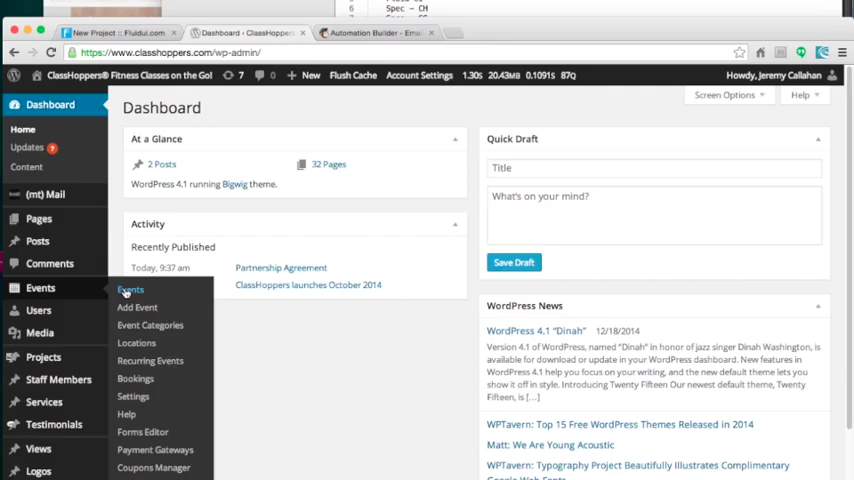 5
6
7
Spec → CH
New Project :: Fluidui.com
Dashboard ‹ ClassHoppers
Automation Builder - Email
https://www.classhoppers.com/wp-admin/
ClassHoppers® Fitness Classes on the Go! 7 0 + New Flush Cache Account Settings 1.30s 20.43MB 0.1091s 87Q Howdy, Jeremy Callahan
Screen Options Help
Dashboard
Home
Updates 7
Content
(mt) Mail
Pages
Posts
Comments
Events
Users
Media
Projects
Staff Members
Services
Testimonials
Views
Logos
Events
Add Event
Event Categories
Locations
Recurring Events
Bookings
Settings
Help
Forms Editor
Payment Gateways
Coupons Manager
Dashboard
At a Glance
2 Posts 32 Pages
WordPress 4.1 running Bigwig theme.
Activity
Recently Published
Today, 9:37 am Partnership Agreement
ClassHoppers launches October 2014
Quick Draft
Title
What's on your mind?
Save Draft
WordPress News
WordPress 4.1 "Dinah" 12/18/2014
Version 4.1 of WordPress, named "Dinah" in honor of jazz singer Dinah Washington, is
available for download or update in your WordPress dashboard. New features in
WordPress 4.1 help you focus on your writing, and the new default theme lets you
show it off in style. Introducing Twenty Fifteen Our newest default theme, Twenty
Fifteen, is [...]
WPTavern: Top 15 Free WordPress Themes Released in 2014
Matt: We Are Young Acoustic
WPTavern: Typography Project Beautifully Illustrates Complimentary
Google Web Fonts